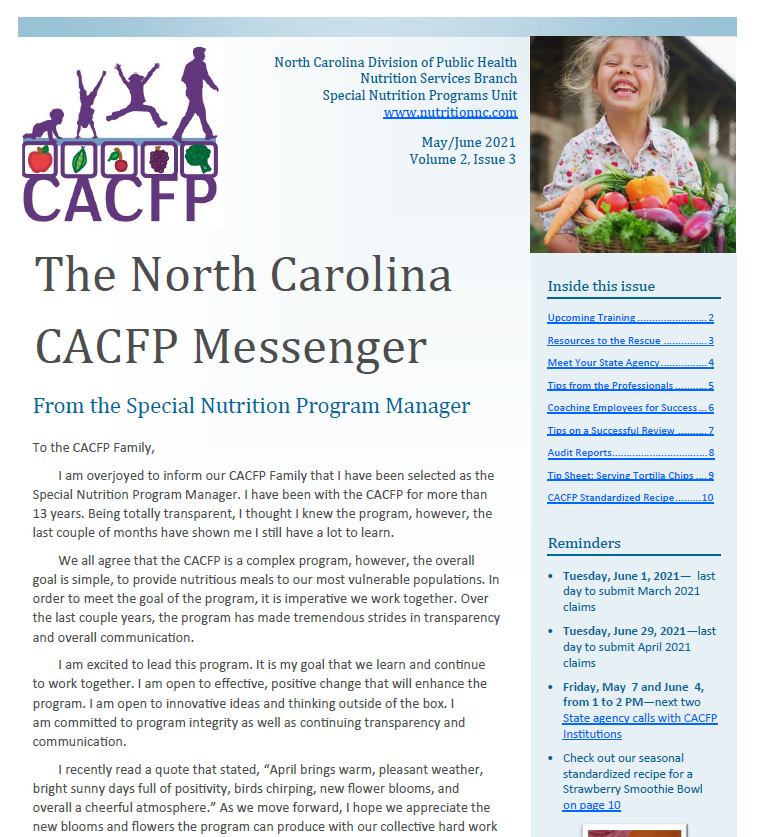 North Carolina Division of Public Health
Nutrition Services Branch
Special Nutrition Programs Unit
www.nutritionnc.com
May/June 2021
Volume 2, Issue 3
CACFP
The North Carolina
CACFP Messenger
From the Special Nutrition Program Manager
To the CACFP Family,
I am overjoyed to inform our CACFP Family that I have been selected as the
Special Nutrition Program Manager. I have been with the CACFP for more than
13 years. Being totally transparent, I thought I knew the program, however, the
last couple of months have shown me I still have a lot to learn.
We all agree that the CACFP is a complex program, however, the overall
goal is simple, to provide nutritious meals to our most vulnerable populations. In
order to meet the goal of the program, it is imperative we work together. Over
the last couple years, the program has made tremendous strides in transparency
and overall communication.
I am excited to lead this program. It is my goal that we learn and continue
to work together. I am open to effective, positive change that will enhance the
program. I am open to innovative ideas and thinking outside of the box. I
am committed to program integrity as well as continuing transparency and
communication.
I recently read a quote that stated, “April brings warm, pleasant weather,
bright sunny days full of positivity, birds chirping, new flower blooms, and
overall a cheerful atmosphere.” As we move forward, I hope we appreciate the
new blooms and flowers the program can produce with our collective hard work
Inside this issue
Upcoming Training ........................ 2
Resources to the Rescue ............... 3
Meet Your State Agency................ 4
Tips from the Professionals .......... 5
Coaching Employees for Success ... 6
Tips on a Successful Review ......... 7
Audit Reports................................ 8
Tip Sheet: Serving Tortilla Chips .... 9
CACFP Standardized Recipe......... 10
Reminders
• Tuesday, June 1, 2021— last
day to submit March 2021
claims
• Tuesday, June 29, 2021—last
day to submit April 2021
claims
• Friday, May 7 and June 4,
from 1 to 2 PM—next two
State agency calls with CACFP
Institutions
• Check out our seasonal
standardized recipe for a
Strawberry Smoothie Bowl
on page 10